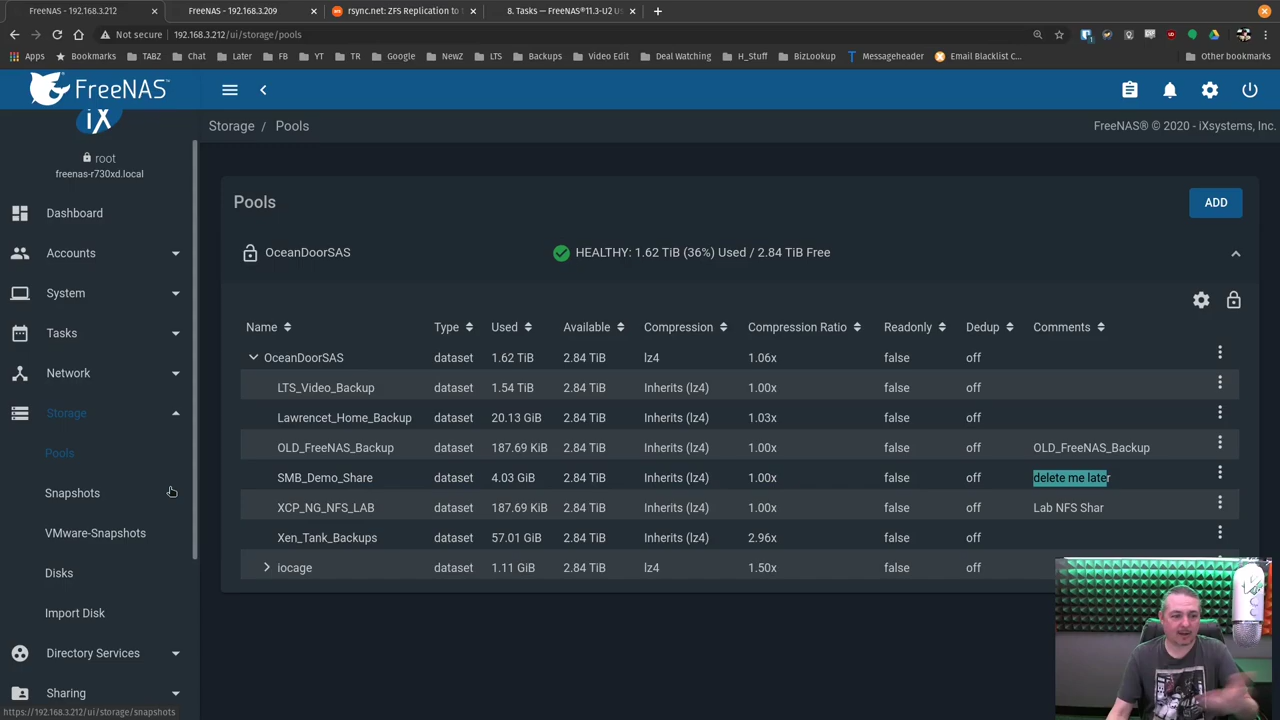 FreeNAS - 192.168.3.212
FreeNAS - 192.168.3.209
rsync.net: ZFS Replication to
8. Tasks — FreeNAS®11.3-U2 U
Not secure 192.168.3.212/ui/storage/pools
Apps Bookmarks TABZ Chat Later FB YT TR Google NewZ LTS Backups Video Edit Deal Watching H_Stuff BizLookup Messageheader Email Blacklist C... Other bookmarks
FreeNAS®
iX
root
freenas-r730xd.local
Dashboard
Accounts
System
Tasks
Network
Storage
Pools
Snapshots
VMware-Snapshots
Disks
Import Disk
Directory Services
Sharing
https://192.168.3.212/ui/storage/snapshots
Storage / Pools
FreeNAS® © 2020 - iXsystems, Inc.
Pools
ADD
OceanDoorSAS HEALTHY: 1.62 TiB (36%) Used / 2.84 TiB Free
Name Type Used Available Compression Compression Ratio Readonly Dedup Comments
OceanDoorSAS dataset 1.62 TiB 2.84 TiB lz4 1.06x false off
LTS_Video_Backup dataset 1.54 TiB 2.84 TiB Inherits (lz4) 1.00x false off
Lawrencet_Home_Backup dataset 20.13 GiB 2.84 TiB Inherits (lz4) 1.03x false off
OLD_FreeNAS_Backup dataset 187.69 KiB 2.84 TiB Inherits (lz4) 1.00x false off OLD_FreeNAS_Backup
SMB_Demo_Share dataset 4.03 GiB 2.84 TiB Inherits (lz4) 1.00x false off delete me later
XCP_NG_NFS_LAB dataset 187.69 KiB 2.84 TiB Inherits (lz4) 1.00x false off Lab NFS Shar
Xen_Tank_Backups dataset 57.01 GiB 2.84 TiB Inherits (lz4) 2.96x false off
iocage dataset 1.11 GiB 2.84 TiB lz4 1.50x false off